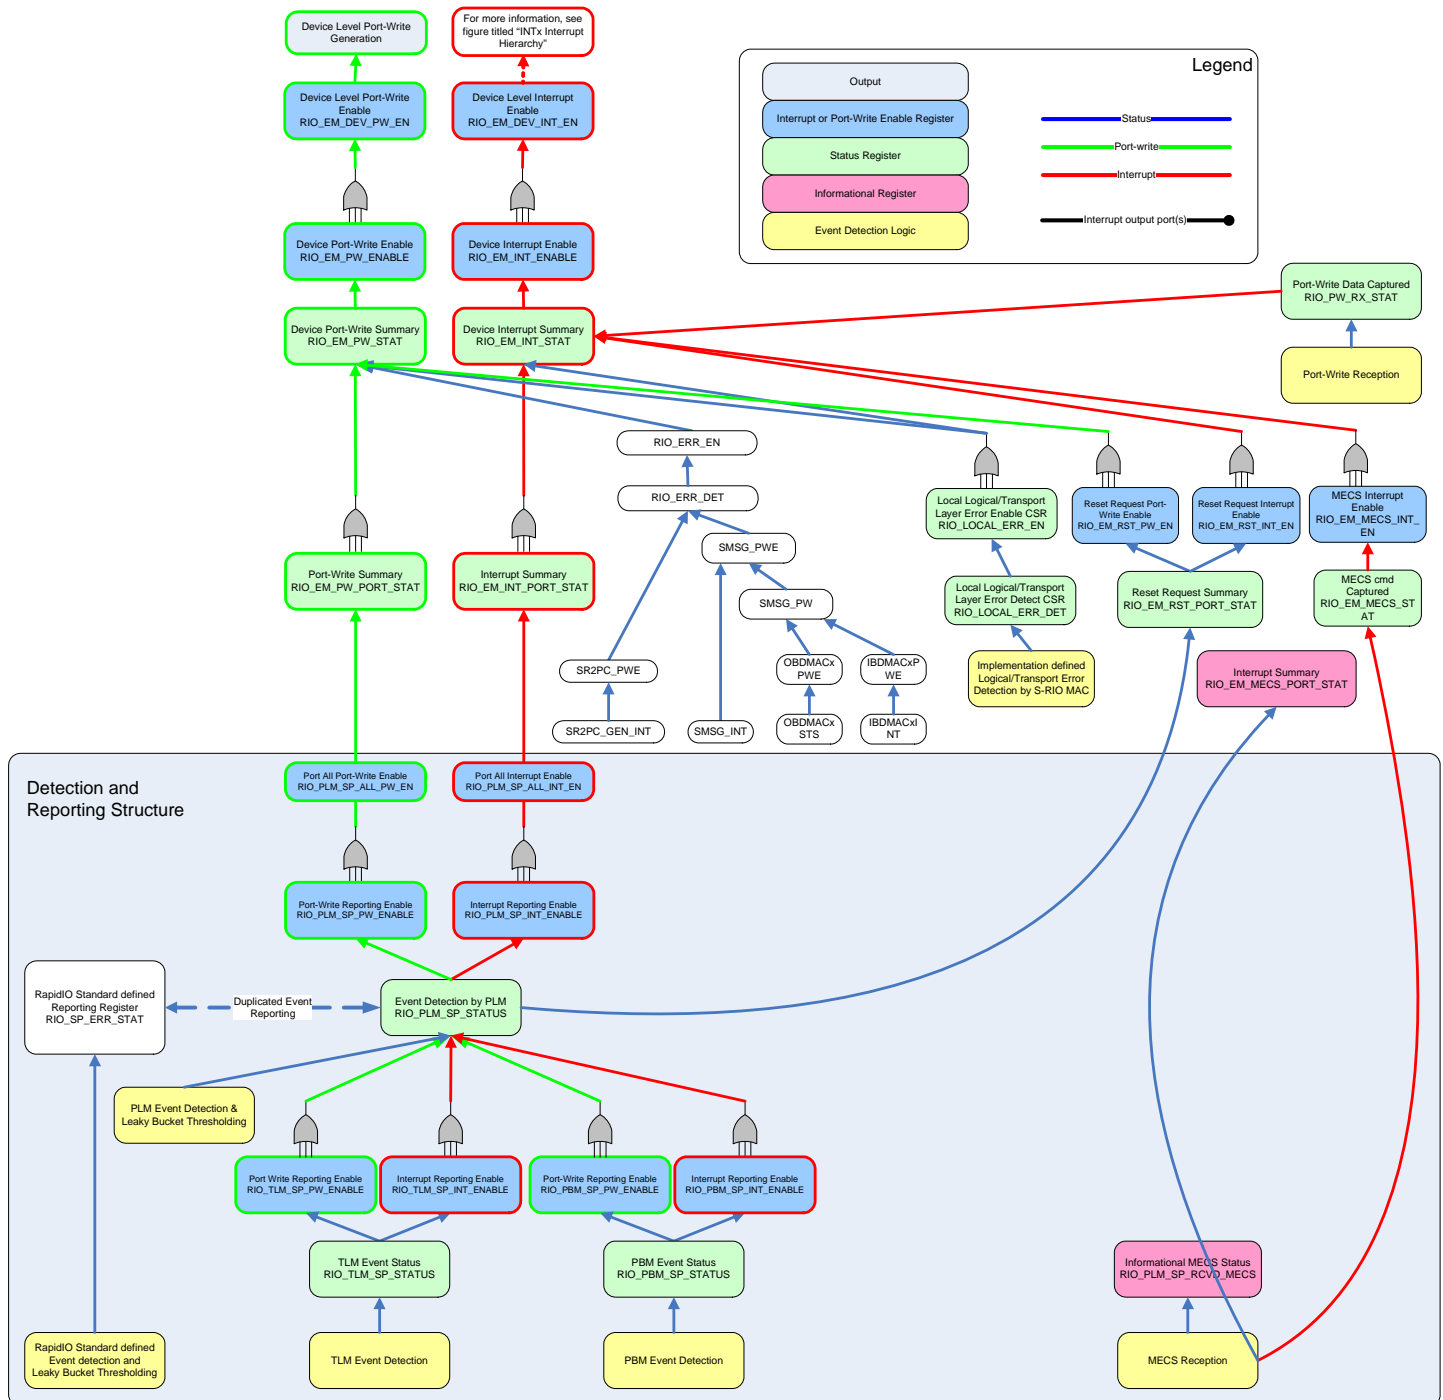 Device Level Port-Write
Generation
For more information, see
figure titled “INTx Interrupt
Hierarchy”
Legend
Output
Interrupt or Port-Write Enable Register
Status Register
Informational Register
Event Detection Logic
Status
Port-write
Interrupt
Interrupt output port(s)
Device Level Port-Write
Enable
RIO_EM_DEV_PW_EN
Device Level Interrupt
Enable
RIO_EM_DEV_INT_EN
Device Port-Write Enable
RIO_EM_PW_ENABLE
Device Interrupt Enable
RIO_EM_INT_ENABLE
Port-Write Data Captured
RIO_PW_RX_STAT
Device Port-Write Summary
RIO_EM_PW_STAT
Device Interrupt Summary
RIO_EM_INT_STAT
Port-Write Reception
RIO_ERR_EN
RIO_ERR_DET
Local Logical/Transport
Layer Error Enable CSR
RIO_LOCAL_ERR_EN
Reset Request Port-
Write Enable
RIO_EM_RST_PW_EN
Reset Request Interrupt
Enable
RIO_EM_RST_INT_EN
MECS Interrupt
Enable
RIO_EM_MECS_INT_
EN
SMSG_PWE
Port-Write Summary
RIO_EM_PW_PORT_STAT
Interrupt Summary
RIO_EM_INT_PORT_STAT
SMSG_PW
Local Logical/Transport
Layer Error Detect CSR
RIO_LOCAL_ERR_DET
Reset Request Summary
RIO_EM_RST_PORT_STAT
MECS cmd
Captured
RIO_EM_MECS_ST
AT
SR2PC_PWE
OBDMACx
PWE
IBDMACxP
WE
Implementation defined
Logical/Transport Error
Detection by S-RIO MAC
Interrupt Summary
RIO_EM_MECS_PORT_STAT
SR2PC_GEN_INT
SMSG_INT
OBDMACx
STS
IBDMACxI
NT
Detection and
Reporting Structure
Port All Port-Write Enable
RIO_PLM_SP_ALL_PW_EN
Port All Interrupt Enable
RIO_PLM_SP_ALL_INT_EN
Port-Write Reporting Enable
RIO_PLM_SP_PW_ENABLE
Interrupt Reporting Enable
RIO_PLM_SP_INT_ENABLE
RapidIO Standard defined
Reporting Register
RIO_SP_ERR_STAT
Duplicated Event
Reporting
Event Detection by PLM
RIO_PLM_SP_STATUS
PLM Event Detection &
Leaky Bucket Thresholding
Port Write Reporting Enable
RIO_TLM_SP_PW_ENABLE
Interrupt Reporting Enable
RIO_TLM_SP_INT_ENABLE
Port-Write Reporting Enable
RIO_PBM_SP_PW_ENABLE
Interrupt Reporting Enable
RIO_PBM_SP_INT_ENABLE
TLM Event Status
RIO_TLM_SP_STATUS
PBM Event Status
RIO_PBM_SP_STATUS
Informational MECS Status
RIO_PLM_SP_RCVD_MECS
RapidIO Standard defined
Event detection and
Leaky Bucket Thresholding
TLM Event Detection
PBM Event Detection
MECS Reception